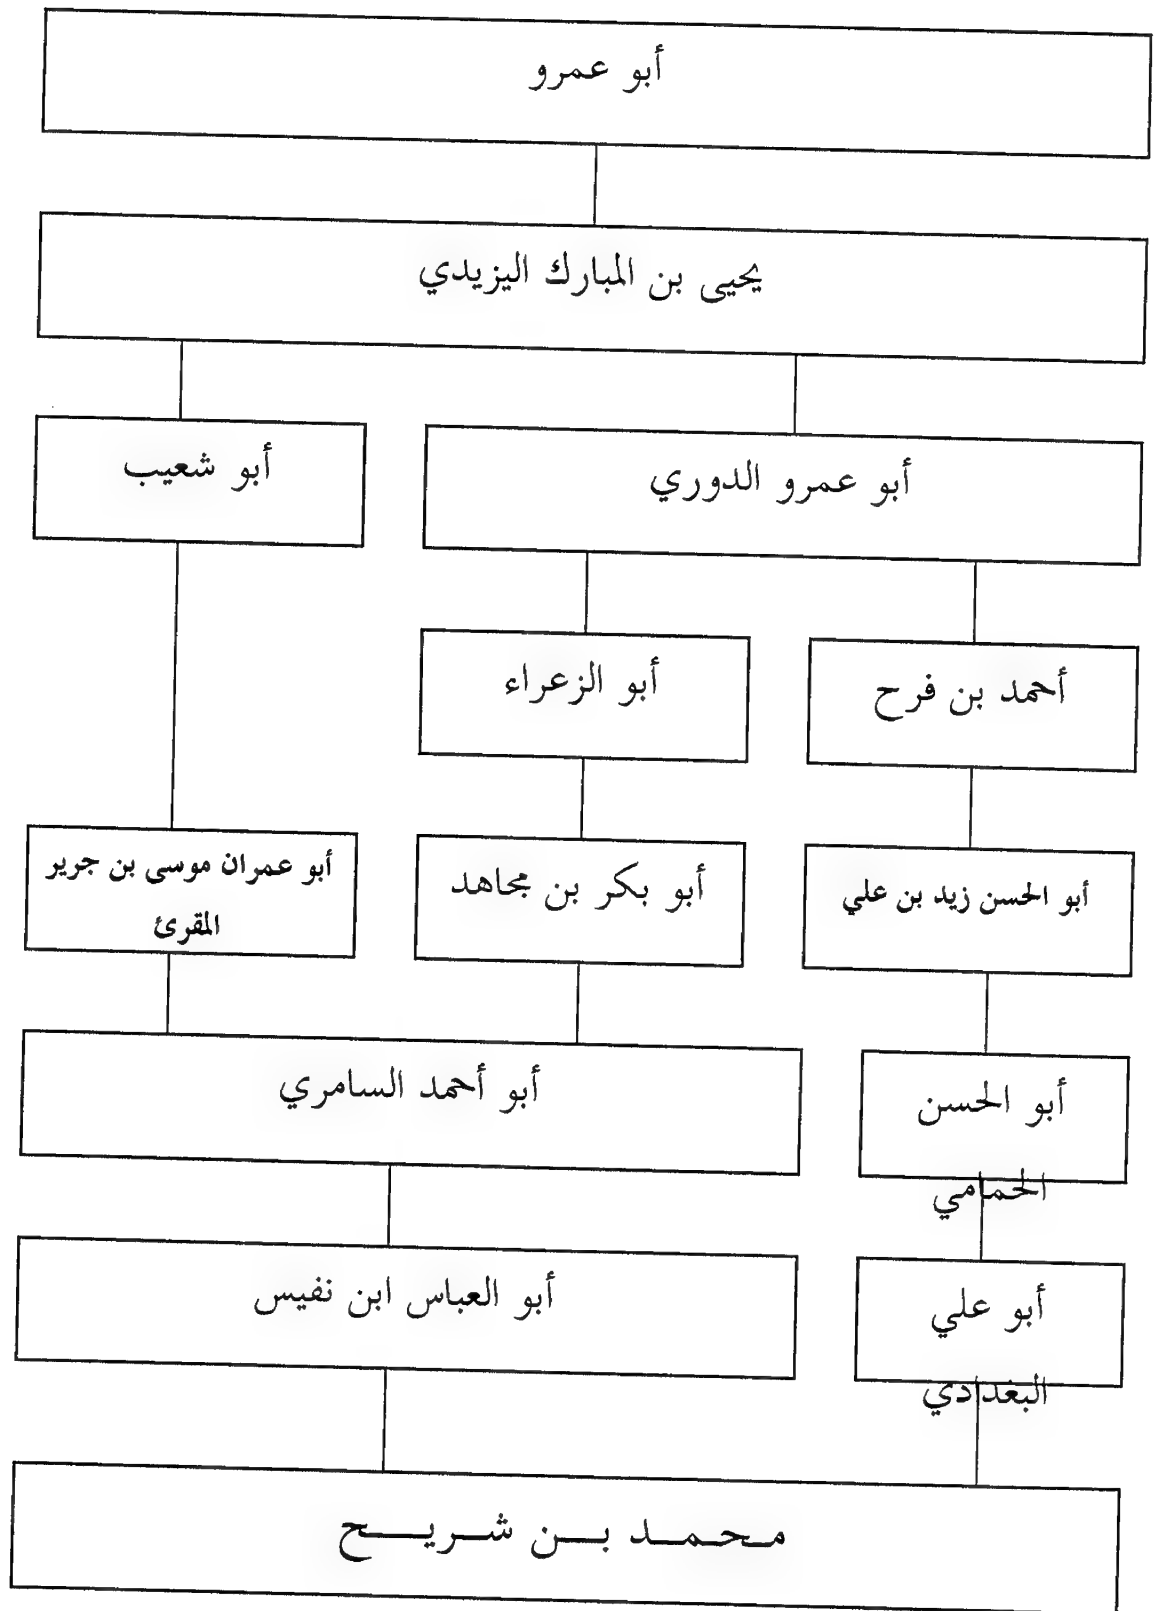 أبو عمرو
يحيى بن المبارك اليزيدي
أبو عمرو الدوري
أبو شعيب
أحمد بن فرح
أبو الزعراء
أبو الحسن زيد بن علي
أبو بكر بن مجاهد
أبو عمران موسى بن جرير
المقرئ
أبو الحسن
الحمامي
أبو أحمد السامري
أبو علي
البغدادي
أبو العباس ابن نفيس
محمد بن شريح